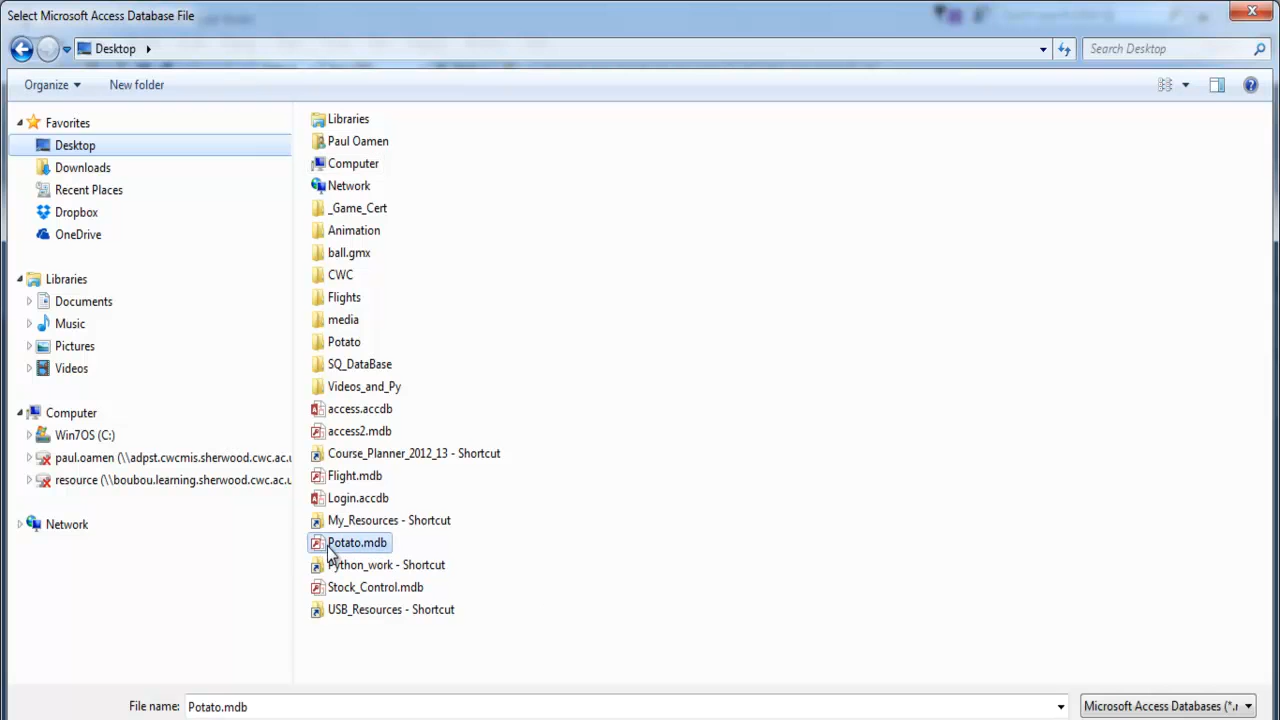 Select Microsoft Access Database File
Desktop
Search Desktop
Organize
New folder
Favorites
Desktop
Downloads
Recent Places
Dropbox
OneDrive
Libraries
Documents
Music
Pictures
Videos
Computer
Win7OS (C:)
paul.oamen (\\adpst.cwcmis.sherwood.cwc.ac.u
resource (\\boubou.learning.sherwood.cwc.ac.
Network
Libraries
Paul Oamen
Computer
Network
_Game_Cert
Animation
ball.gmx
CWC
Flights
media
Potato
SQ_DataBase
Videos_and_Py
access.accdb
access2.mdb
Course_Planner_2012_13 - Shortcut
Flight.mdb
Login.accdb
My_Resources - Shortcut
Potato.mdb
Python_work - Shortcut
Stock_Control.mdb
USB_Resources - Shortcut
File name:
Potato.mdb
Microsoft Access Databases (*.